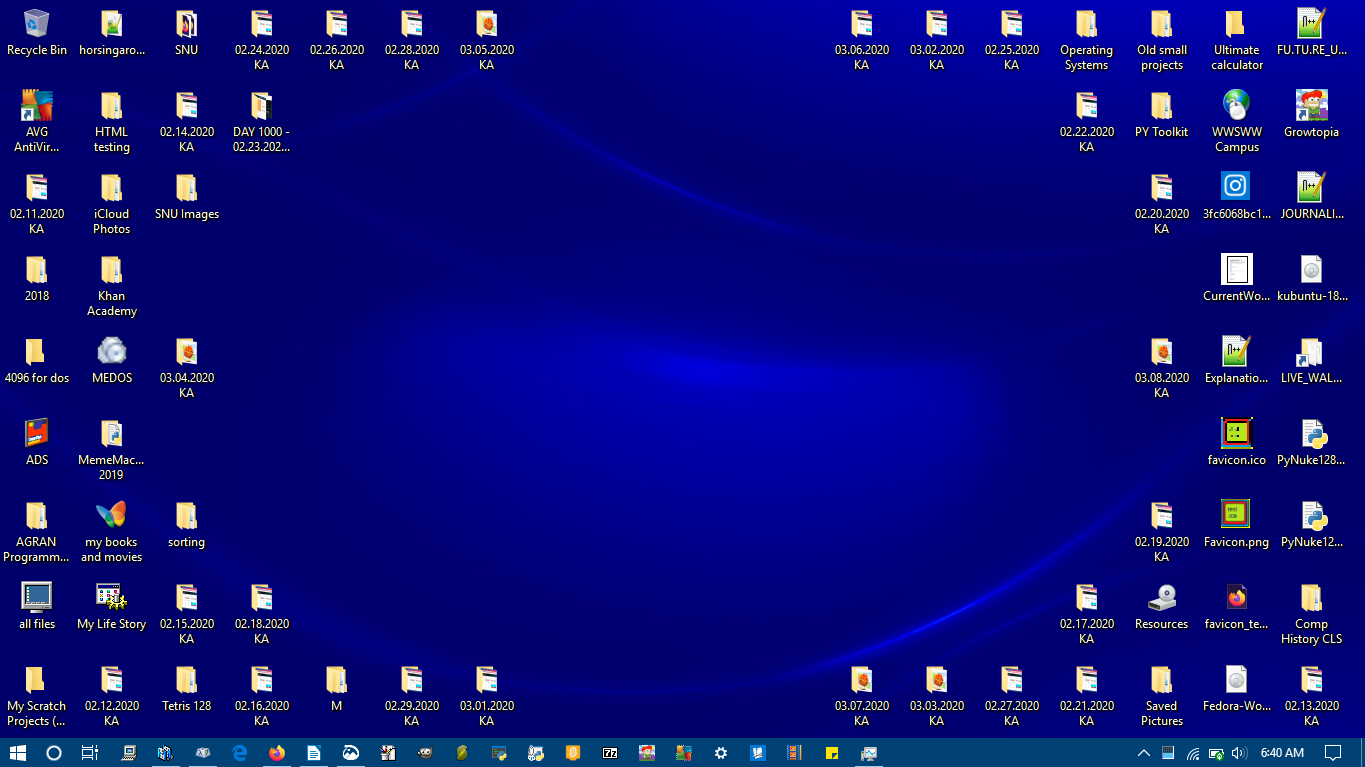 Recycle Bin
horsingaro...
SNU
02.24.2020
KA
02.26.2020
KA
02.28.2020
KA
03.05.2020
KA
03.06.2020
KA
03.02.2020
KA
02.25.2020
KA
Operating
Systems
Old small
projects
Ultimate
calculator
FU.TU.RE_U...
AVG
AntiVir...
HTML
testing
02.14.2020
KA
DAY 1000 -
02.23.202...
02.22.2020
KA
PY Toolkit
WWSWW
Campus
Growtopia
02.11.2020
KA
iCloud
Photos
SNU Images
02.20.2020
KA
3fc6068bc1...
JOURNALI...
2018
Khan
Academy
CurrentWo...
kubuntu-18...
4096 for dos
MEDOS
03.04.2020
KA
03.08.2020
KA
Explanatio...
LIVE_WAL...
ADS
MemeMac...
2019
favicon.ico
PyNuke128...
AGRAN
Programm...
my books
and movies
sorting
02.19.2020
KA
Favicon.png
PyNuke12...
all files
My Life Story
02.15.2020
KA
02.18.2020
KA
02.17.2020
KA
Resources
favicon_te...
Comp
History CLS
My Scratch
Projects (...
02.12.2020
KA
Tetris 128
02.16.2020
KA
M
02.29.2020
KA
03.01.2020
KA
03.07.2020
KA
03.03.2020
KA
02.27.2020
KA
02.21.2020
KA
Saved
Pictures
Fedora-Wo...
02.13.2020
KA
6:40 AM